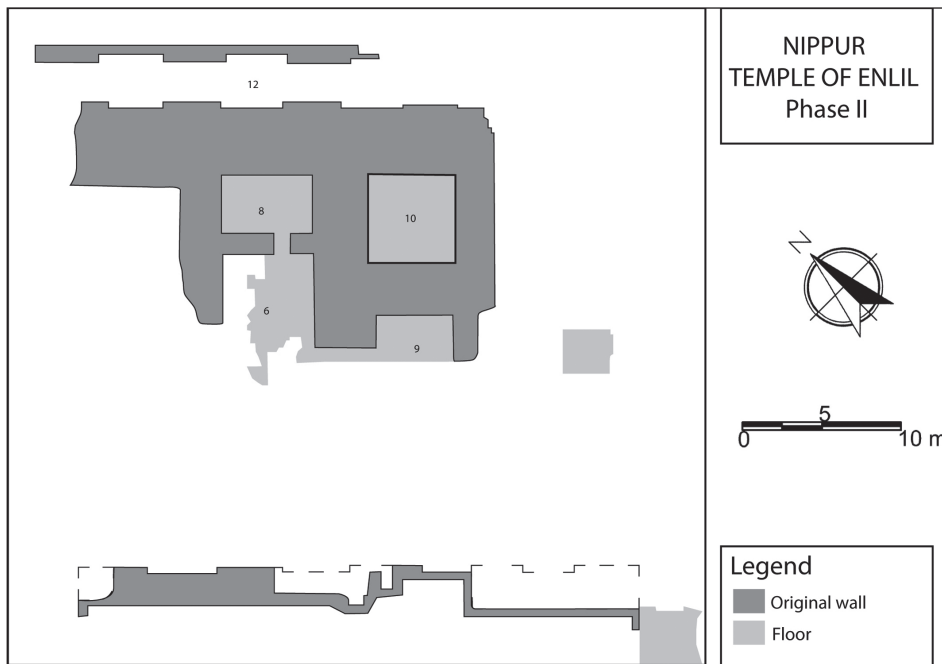 NIPPUR
TEMPLE OF ENLIL
Phase II
12
8
10
6
9
N
5
0
10 m
Legend
Original wall
Floor